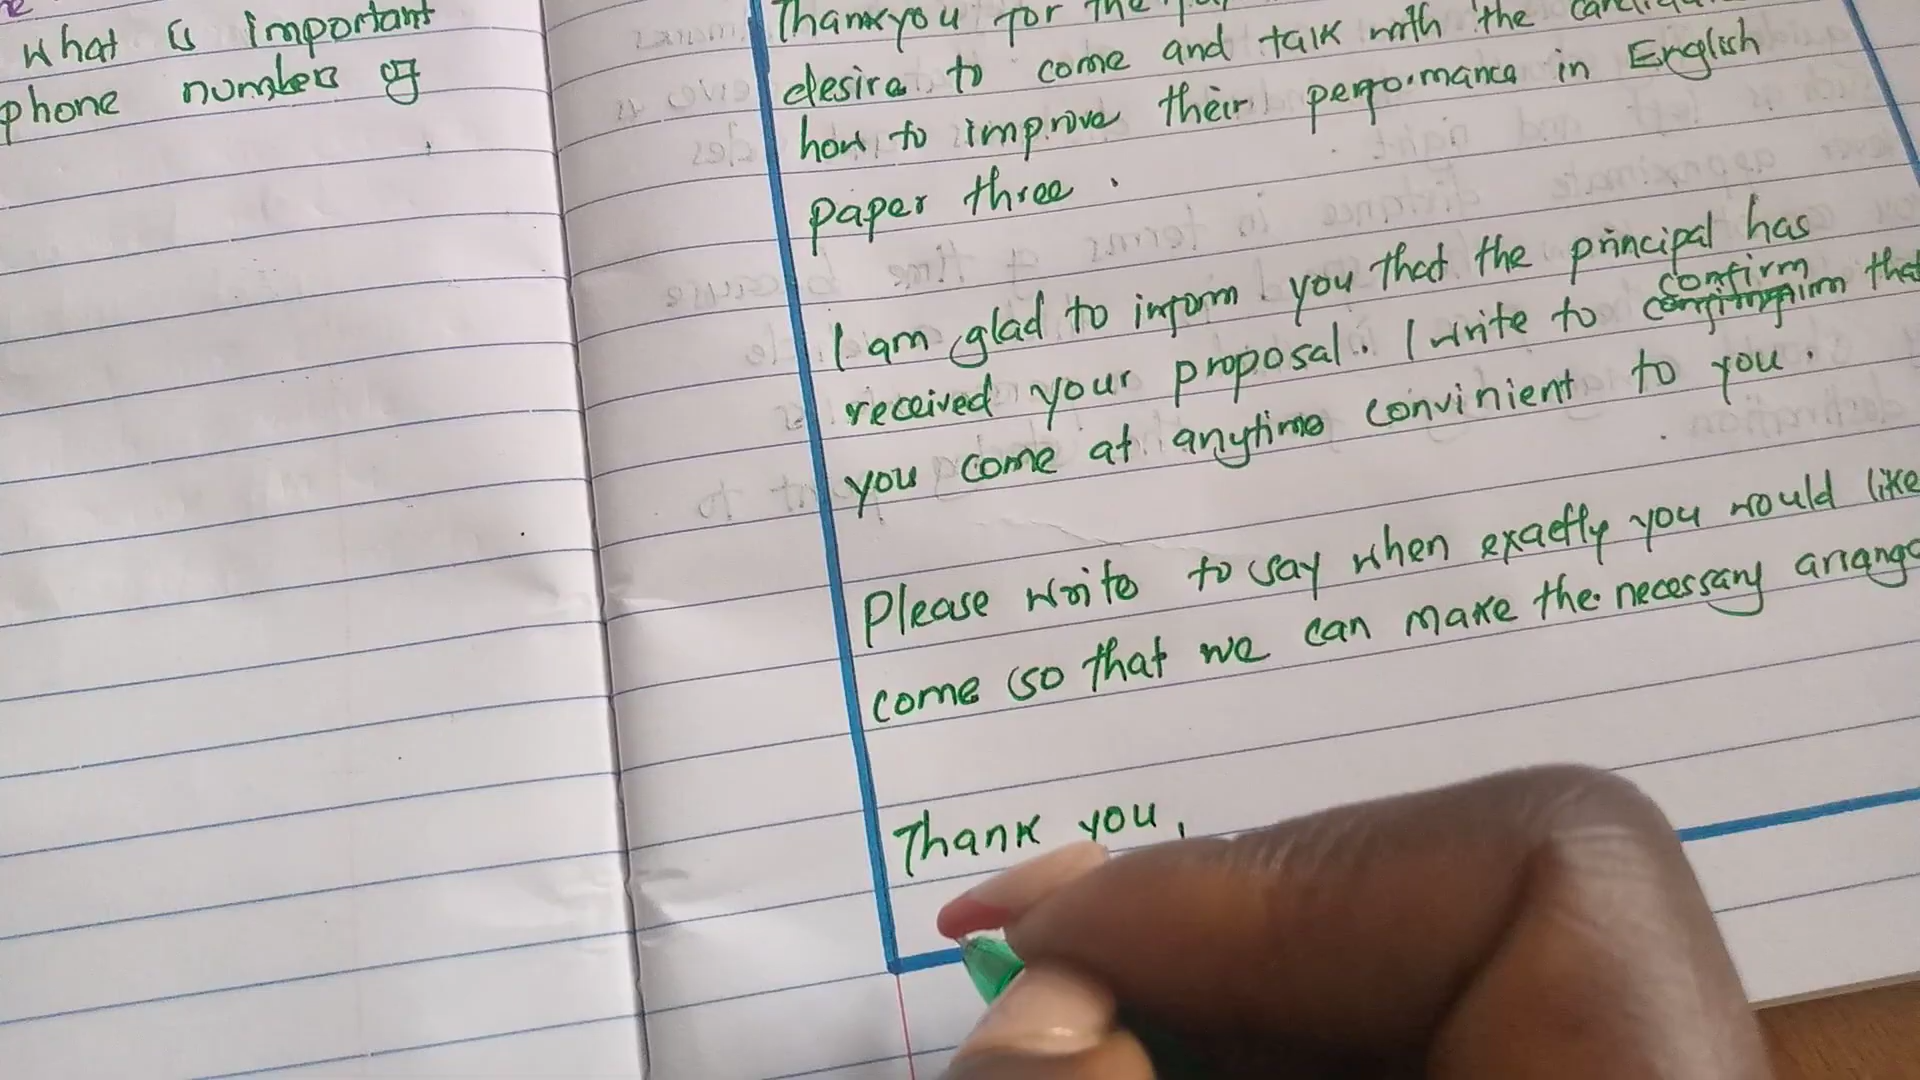 What is important
phone numbers of
Thankyou for the
desire to come and talk with the
how to improve their performance in English
paper three.
I am glad to inform you that the principal has
received your proposal. I write to confirm that
you come at anytime convinient to you.
Please write to say when exactly you would like
come so that we can make the necessary
Thank you,